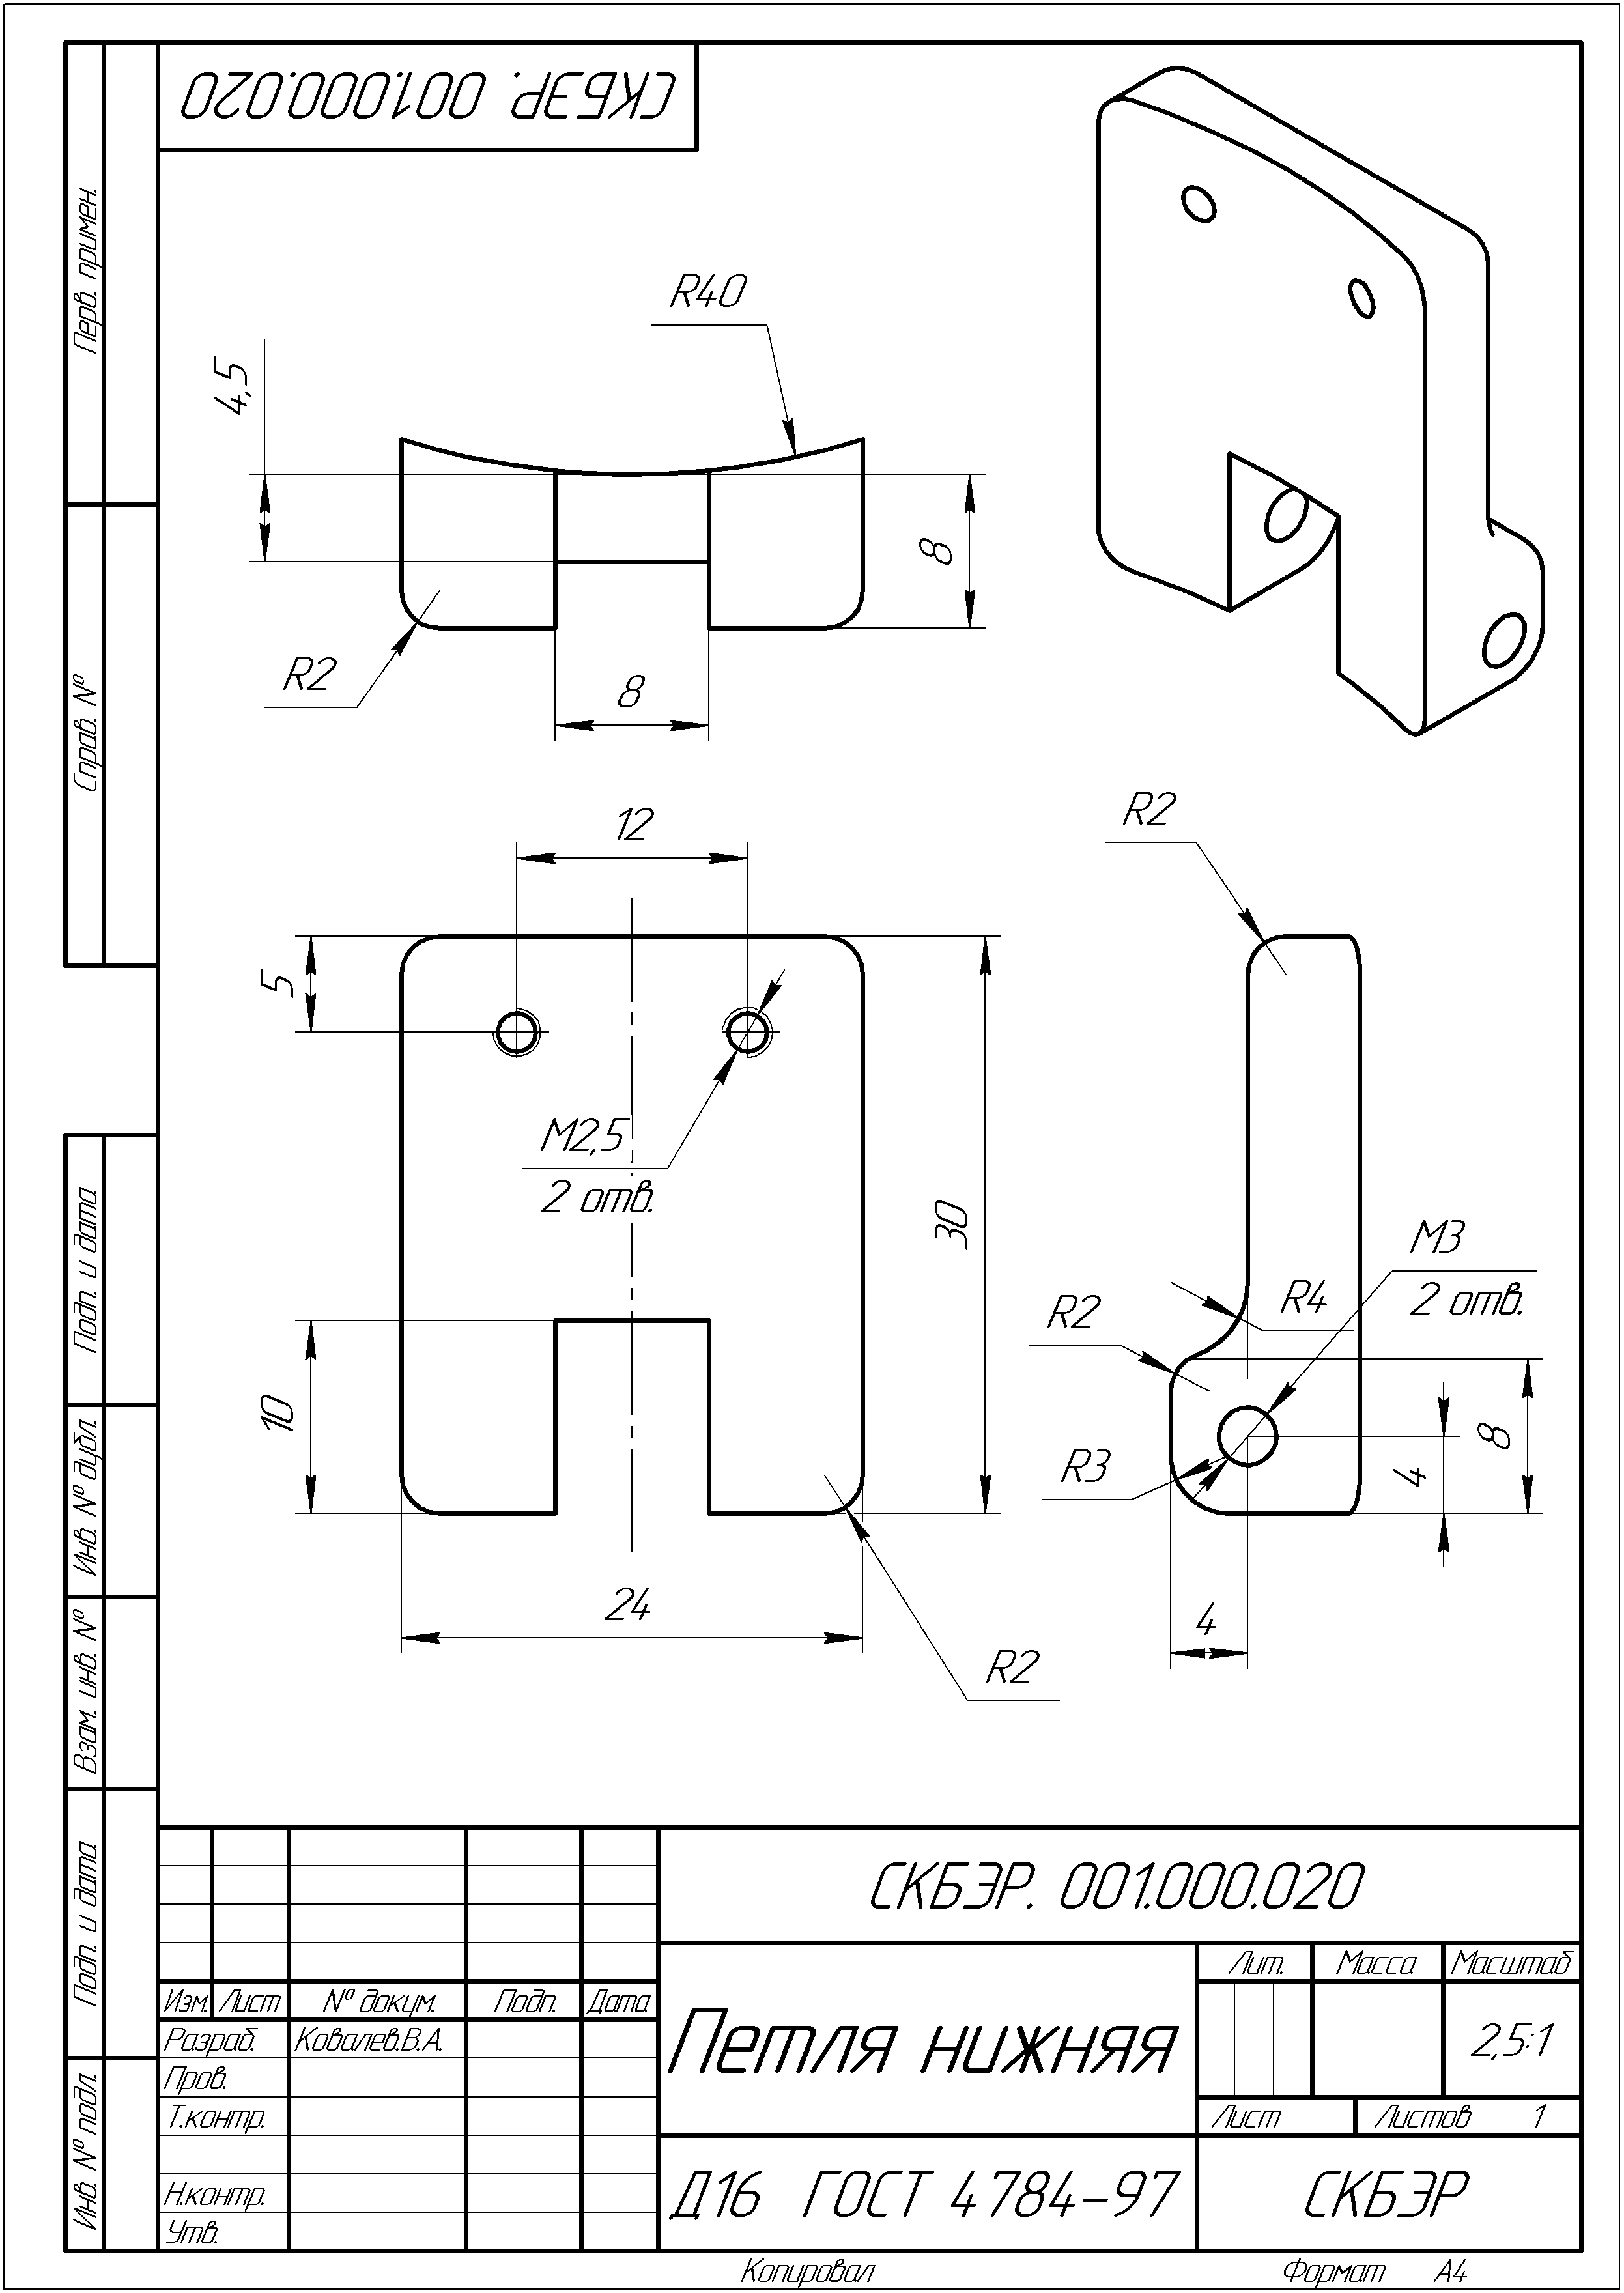 СКБЭР. 001.000.020
Перв. примен.
Справ. №
Подп. и дата
Инв. № дубл.
Взам. инв. №
Подп. и дата
Инв. № подл.
R40
4,5
8
R2
8
12
5
М2,5
2 отв.
30
10
24
R2
R2
М3
2 отв.
R4
R2
R3
8
4
4
СКБЭР. 001.000.020
Лит. Масса Масштаб
Изм. Лист № докум. Подп. Дата
Петля нижняя
2,5:1
Разраб. Ковалев.В.А.
Пров.
Т.контр.
Лист Листов 1
Н.контр.
Утв.
Д16 ГОСТ 4784-97
СКБЭР
Копировал Формат А4